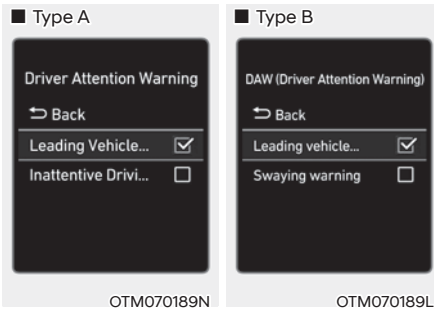 ■ Type A
Driver Attention Warning
Back
Leading Vehicle...
Inattentive Drivi...
OTM070189N
■ Type B
DAW (Driver Attention Warning)
Back
Leading vehicle...
Swaying warning
OTM070189L